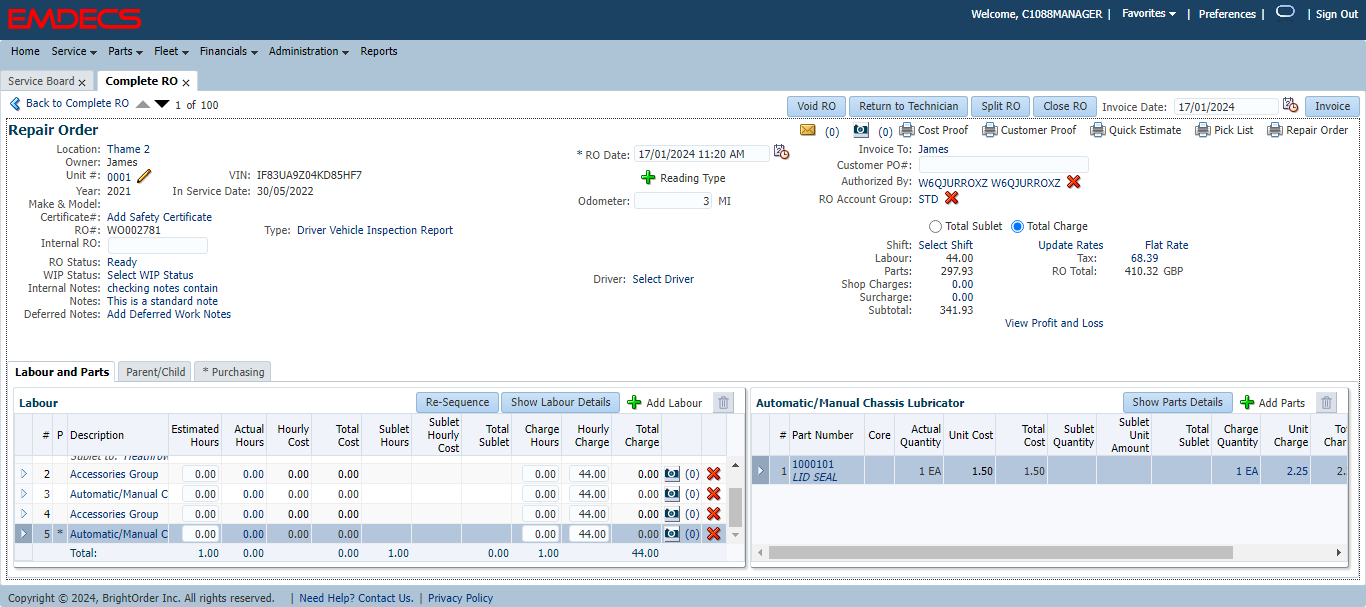 EMDECS
Welcome, C1088MANAGER | Favorites | Preferences | | Sign Out
Home Service Parts Fleet Financials Administration Reports
Service Board x Complete RO x
Back to Complete RO 1 of 100 Void RO Return to Technician Split RO Close RO Invoice Date: 17/01/2024 Invoice
Repair Order (0) (0) Cost Proof Customer Proof Quick Estimate Pick List Repair Order
Location: Thame 2
Owner: James
Unit #: 0001 VIN: IF83UA9Z04KD85HF7
Year: 2021 In Service Date: 30/05/2022
Make & Model:
Certificate#: Add Safety Certificate
RO#: WO002781 Type: Driver Vehicle Inspection Report
Internal RO:
RO Status: Ready
WIP Status: Select WIP Status
Internal Notes: checking notes contain
Notes: This is a standard note
Deferred Notes: Add Deferred Work Notes
* RO Date: 17/01/2024 11:20 AM
Reading Type
Odometer: 3 MI
Driver: Select Driver
Invoice To: James
Customer PO#:
Authorized By: W6QJURROXZ W6QJURROXZ
RO Account Group: STD
Total Sublet Total Charge
Shift: Select Shift Update Rates Flat Rate
Labour: 44.00 Tax: 68.39
Parts: 297.93 RO Total: 410.32 GBP
Shop Charges: 0.00
Surcharge: 0.00
Subtotal: 341.93
View Profit and Loss
Labour and Parts Parent/Child * Purchasing
Labour Re-Sequence Show Labour Details Add Labour
# P Description Estimated Hours Actual Hours Hourly Cost Total Cost Sublet Hours Sublet Hourly Cost Total Sublet Charge Hours Hourly Charge Total Charge
Sublet to: Heathrow
2 Accessories Group 0.00 0.00 0.00 0.00 0.00 44.00 0.00 (0)
3 Automatic/Manual C 0.00 0.00 0.00 0.00 0.00 44.00 0.00 (0)
4 Accessories Group 0.00 0.00 0.00 0.00 0.00 44.00 0.00 (0)
5 * Automatic/Manual C 0.00 0.00 0.00 0.00 0.00 44.00 0.00 (0)
Total: 1.00 0.00 0.00 1.00 0.00 1.00 44.00
Automatic/Manual Chassis Lubricator Show Parts Details Add Parts
# Part Number Core Actual Quantity Unit Cost Total Cost Sublet Quantity Sublet Unit Amount Total Sublet Charge Quantity Unit Charge Total
1 1000101 1 EA 1.50 1.50 1 EA 2.25 2.
LID SEAL
Copyright © 2024, BrightOrder Inc. All rights reserved. | Need Help? Contact Us. | Privacy Policy